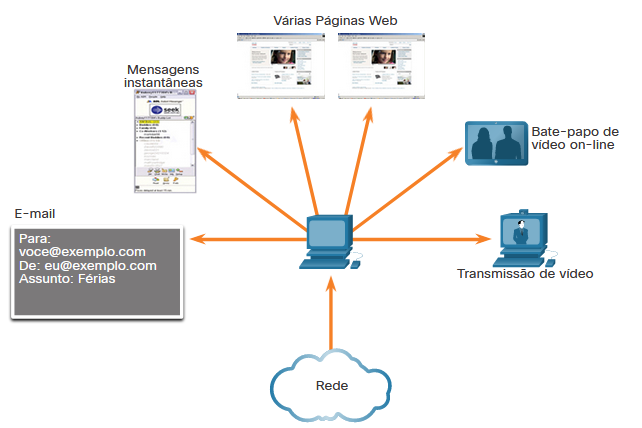 Várias Páginas Web
Mensagens
instantâneas
seek
Bate-papo de
vídeo on-line
E-mail
Para:
voce@exemplo.com
De: eu@exemplo.com
Assunto: Férias
Transmissão de vídeo
Rede